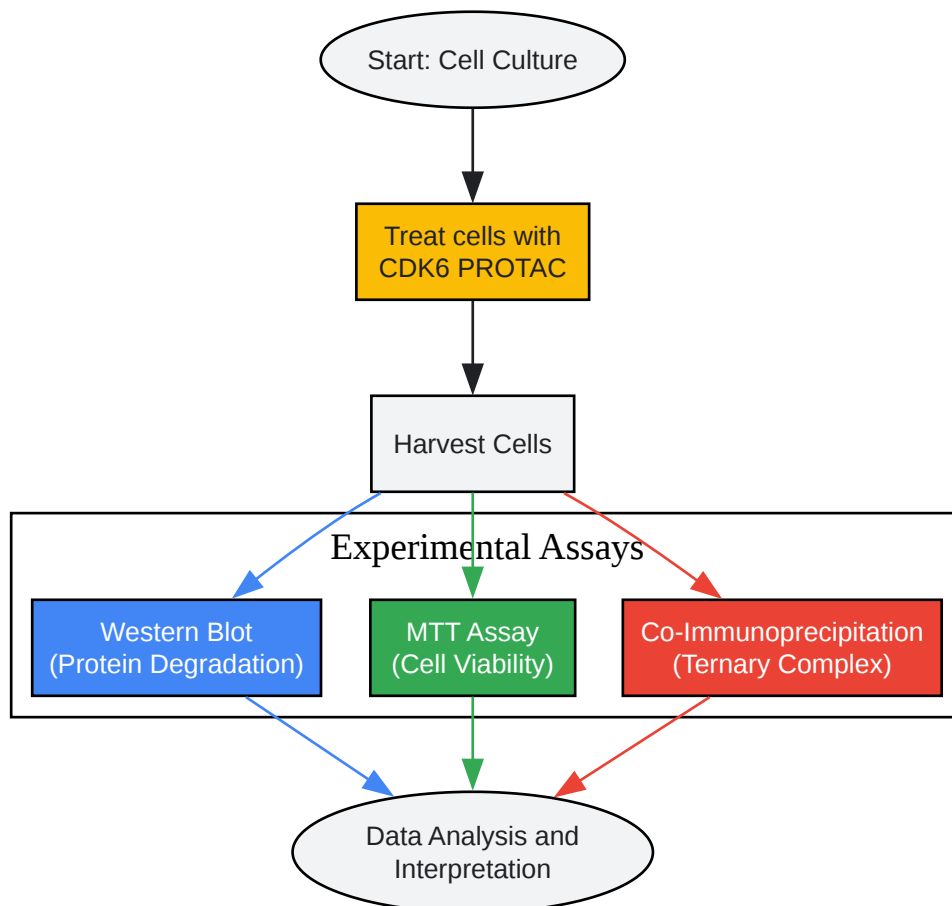 Start: Cell Culture
Treat cells with
CDK6 PROTAC
Harvest Cells
Experimental Assays
Western Blot
(Protein Degradation)
MTT Assay
(Cell Viability)
Co-Immunoprecipitation
(Ternary Complex)
Data Analysis and
Interpretation